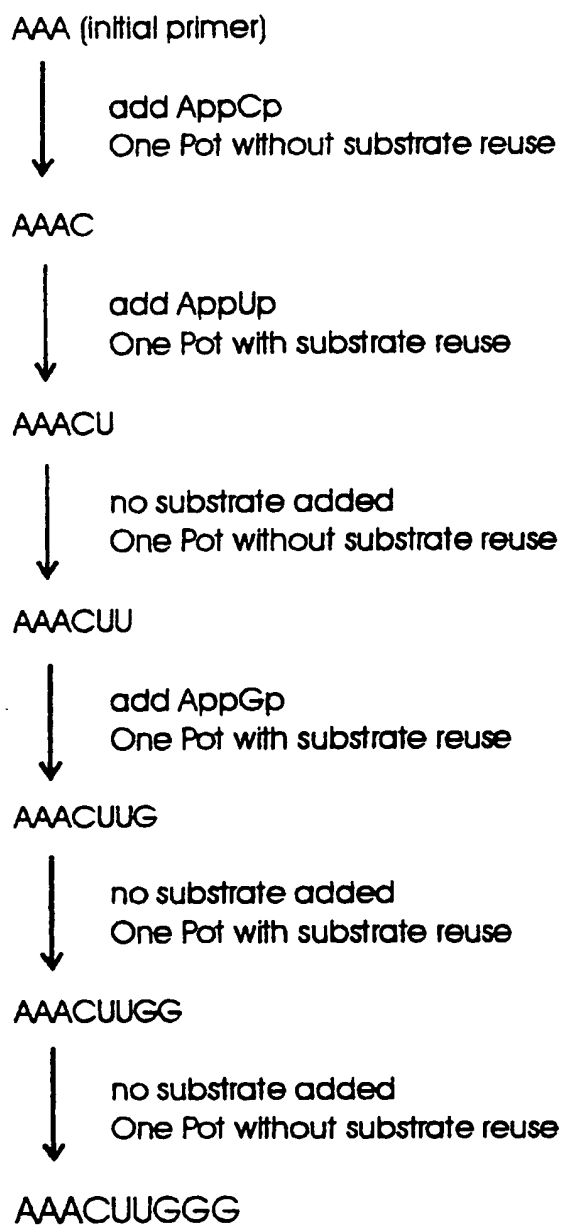 AAA (initial primer)
add AppCp
One Pot without substrate reuse
AAAC
add AppUp
One Pot with substrate reuse
AAACU
no substrate added
One Pot without substrate reuse
AAACUU
add AppGp
One Pot with substrate reuse
AAACUUG
no substrate added
One Pot with substrate reuse
AAACUUGG
no substrate added
One Pot without substrate reuse
AAACUUGGG